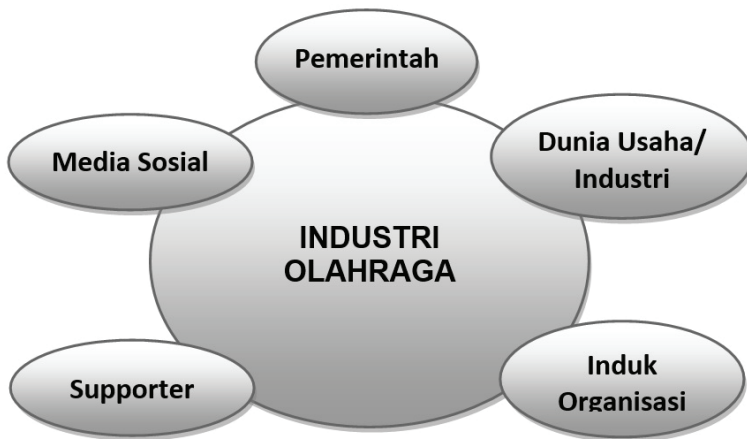 Pemerintah
Media Sosial
Dunia Usaha/
Industri
INDUSTRI
OLAHRAGA
Supporter
Induk
Organisasi